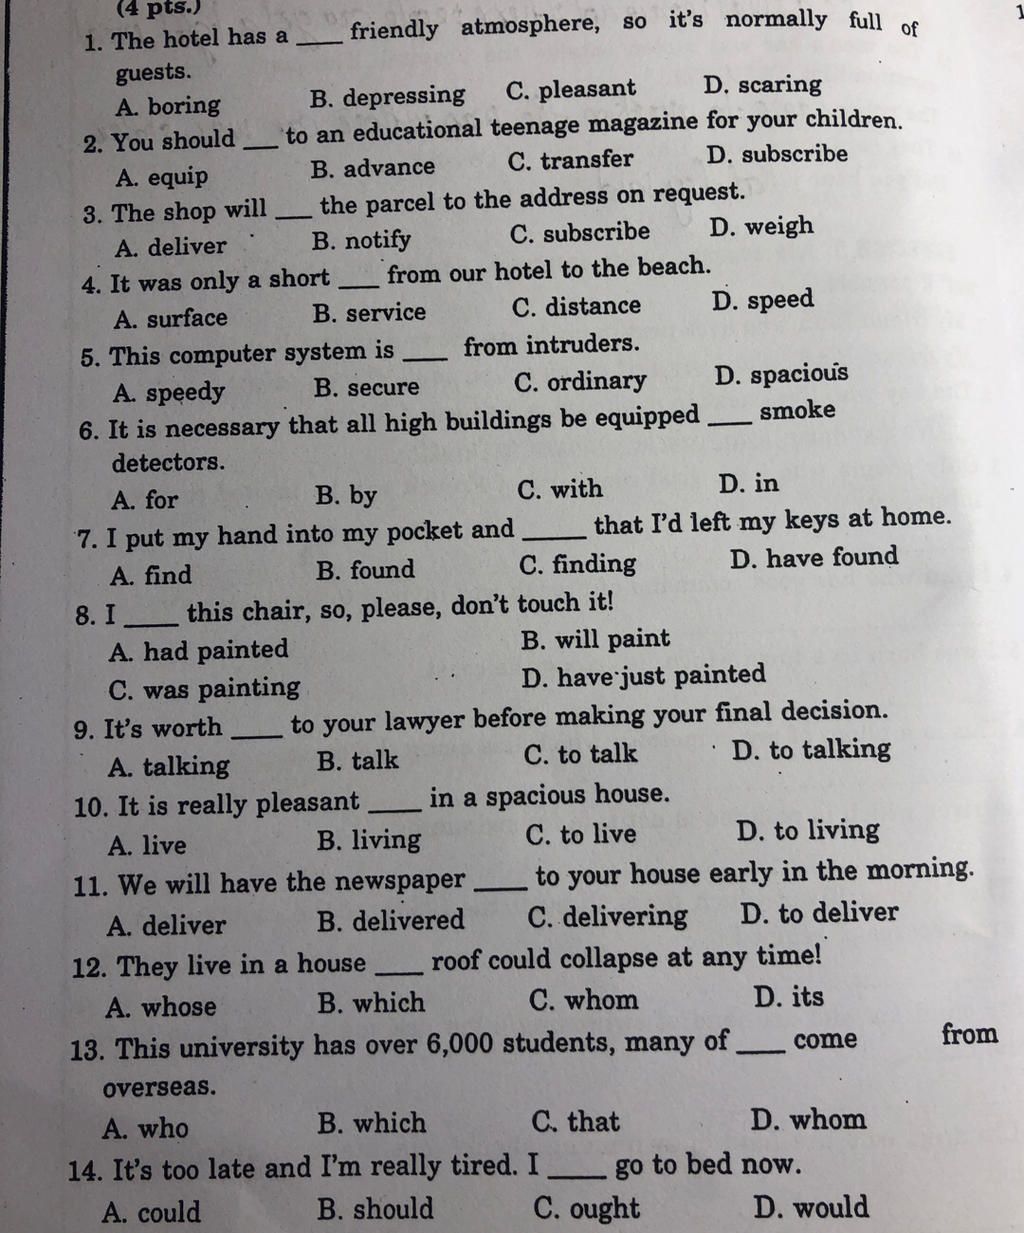 (4 pts.)
1. The hotel has a ____ friendly atmosphere, so it's normally full of
guests.
A. boring B. depressing C. pleasant D. scaring
2. You should ____ to an educational teenage magazine for your children.
A. equip B. advance C. transfer D. subscribe
3. The shop will ____ the parcel to the address on request.
A. deliver B. notify C. subscribe D. weigh
4. It was only a short ____ from our hotel to the beach.
A. surface B. service C. distance D. speed
5. This computer system is ____ from intruders.
A. speedy B. secure C. ordinary D. spacious
6. It is necessary that all high buildings be equipped ____ smoke
detectors.
A. for B. by C. with D. in
7. I put my hand into my pocket and ____ that I'd left my keys at home.
A. find B. found C. finding D. have found
8. I ____ this chair, so, please, don't touch it!
A. had painted B. will paint
C. was painting D. have just painted
9. It's worth ____ to your lawyer before making your final decision.
A. talking B. talk C. to talk D. to talking
10. It is really pleasant ____ in a spacious house.
A. live B. living C. to live D. to living
11. We will have the newspaper ____ to your house early in the morning.
A. deliver B. delivered C. delivering D. to deliver
12. They live in a house ____ roof could collapse at any time!
A. whose B. which C. whom D. its
13. This university has over 6,000 students, many of ____ come from
overseas.
A. who B. which C. that D. whom
14. It's too late and I'm really tired. I ____ go to bed now.
A. could B. should C. ought D. would